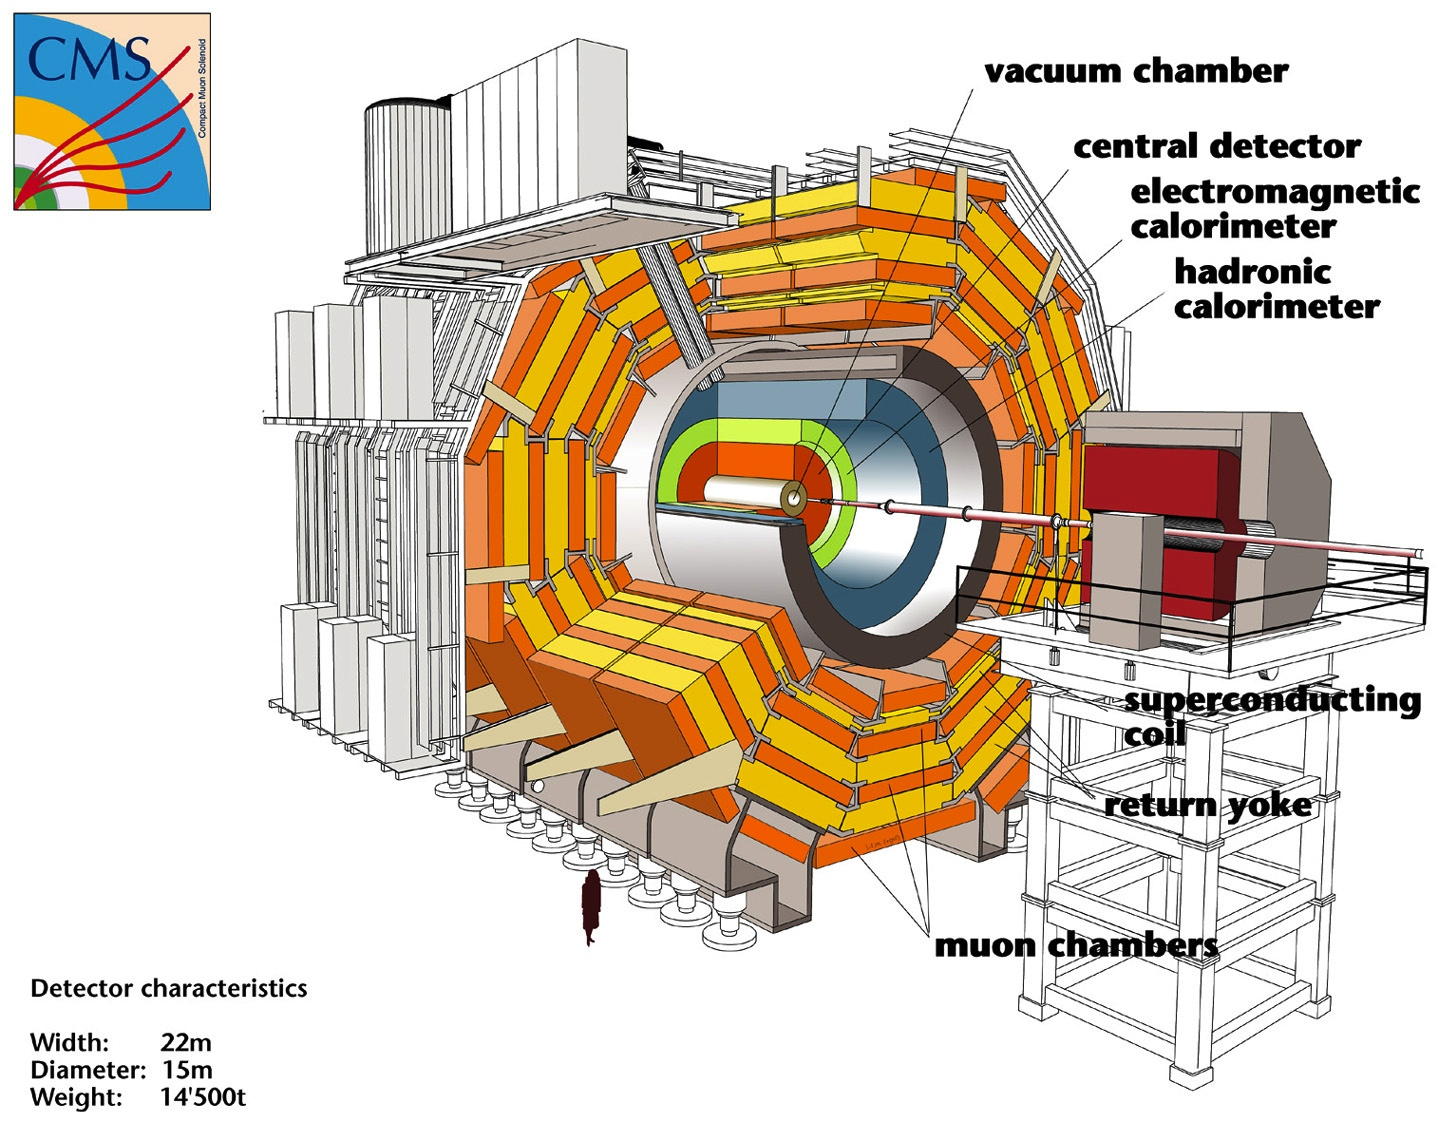 CMS
Compact Muon Solenoid
vacuum chamber
central detector
electromagnetic
calorimeter
hadronic
calorimeter
superconducting
coil
return yoke
muon chambers
Detector characteristics
Width: 22m
Diameter: 15m
Weight: 14'500t